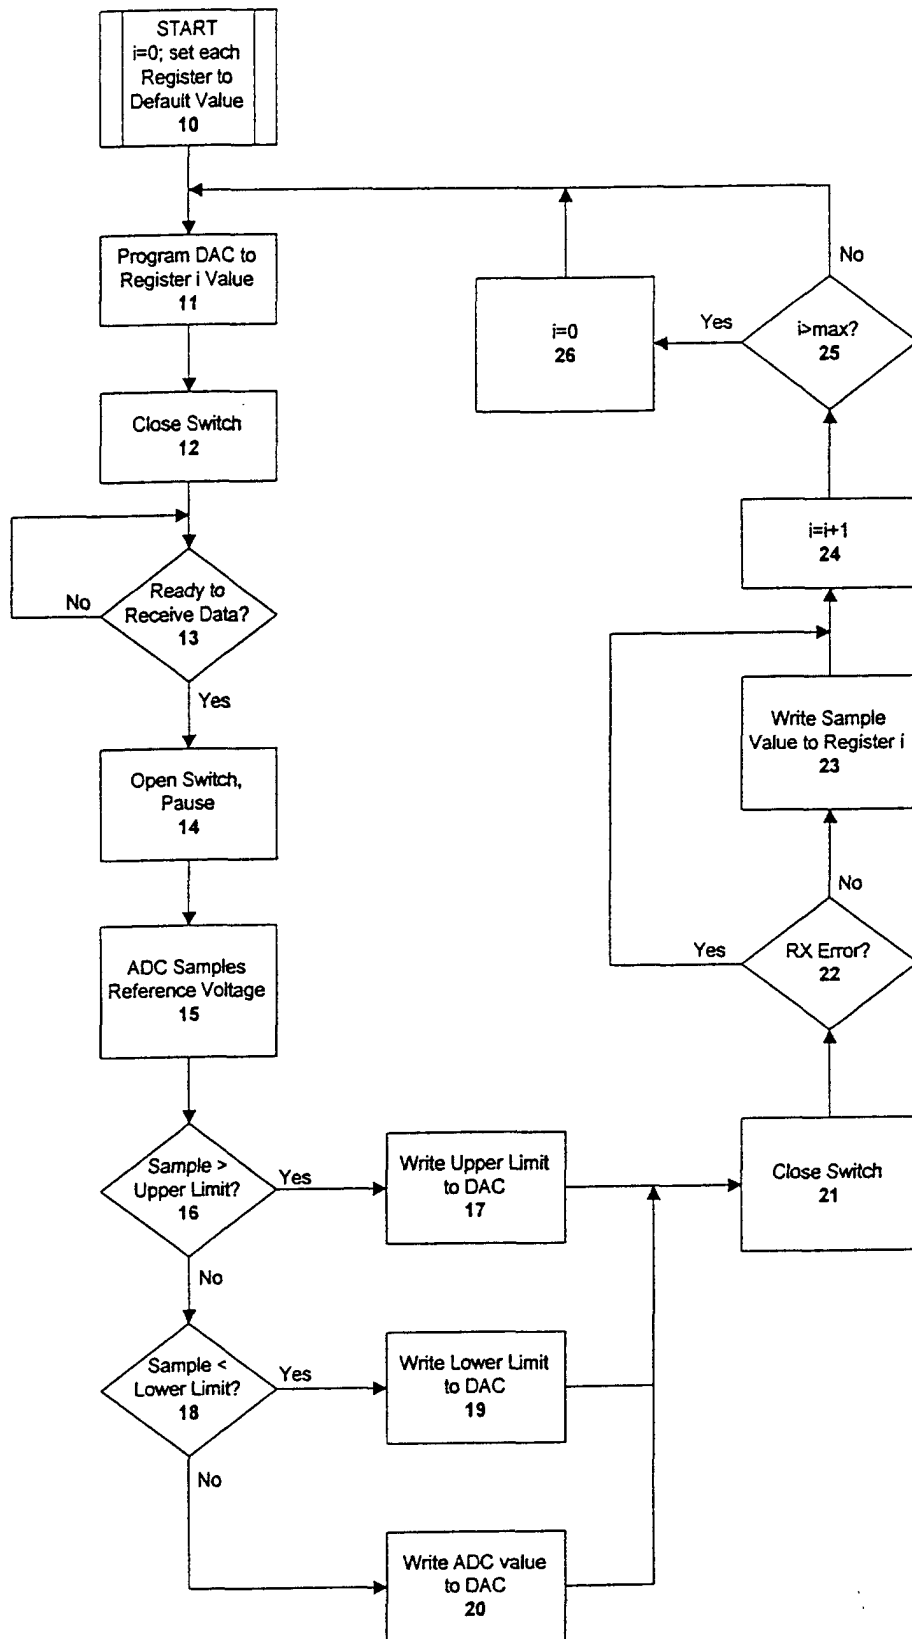 START
i=0; set each
Register to
Default Value
10
Program DAC to
Register i Value
11
Close Switch
12
Ready to
Receive Data?
13
No
Yes
Open Switch,
Pause
14
ADC Samples
Reference Voltage
15
Sample >
Upper Limit?
16
Yes
No
Write Upper Limit
to DAC
17
Sample <
Lower Limit?
18
Yes
No
Write Lower Limit
to DAC
19
Write ADC value
to DAC
20
Close Switch
21
RX Error?
22
Yes
No
Write Sample
Value to Register i
23
i=i+1
24
i>max?
25
Yes
No
i=0
26